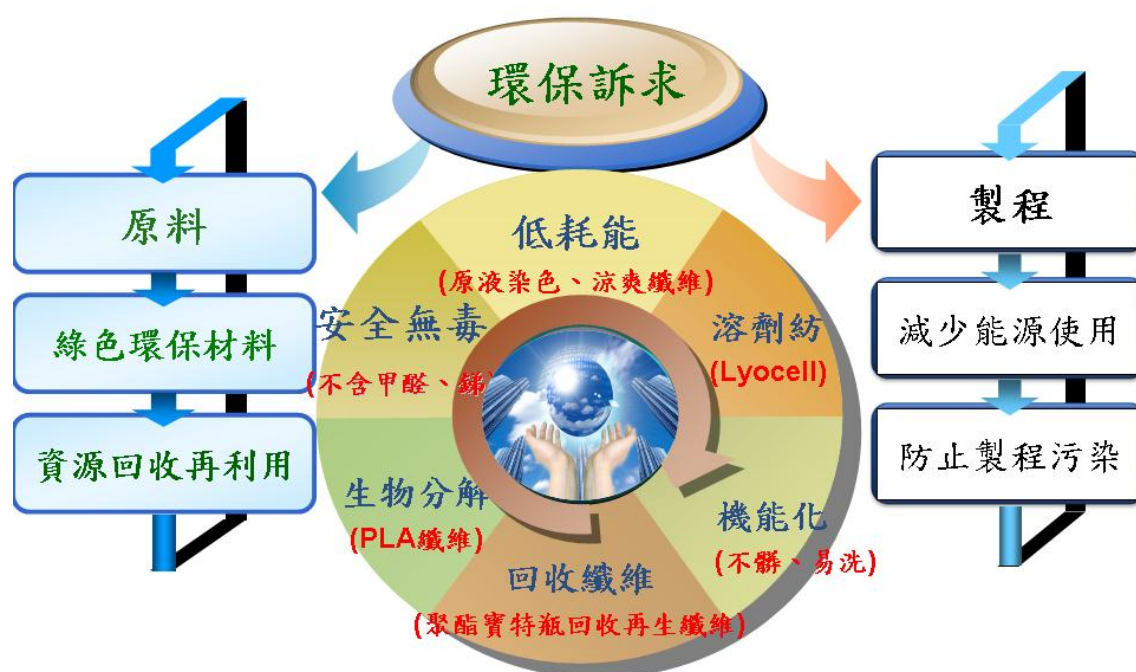 環保訴求
原料
綠色環保材料
資源回收再利用
低耗能
(原液染色、涼爽纖維)
溶劑紡
(Lyocell)
機能化
(不髒、易洗)
回收纖維
(聚酯寶特瓶回收再生纖維)
生物分解
(PLA纖維)
安全無毒
(不含甲醛、銻)
製程
減少能源使用
防止製程污染